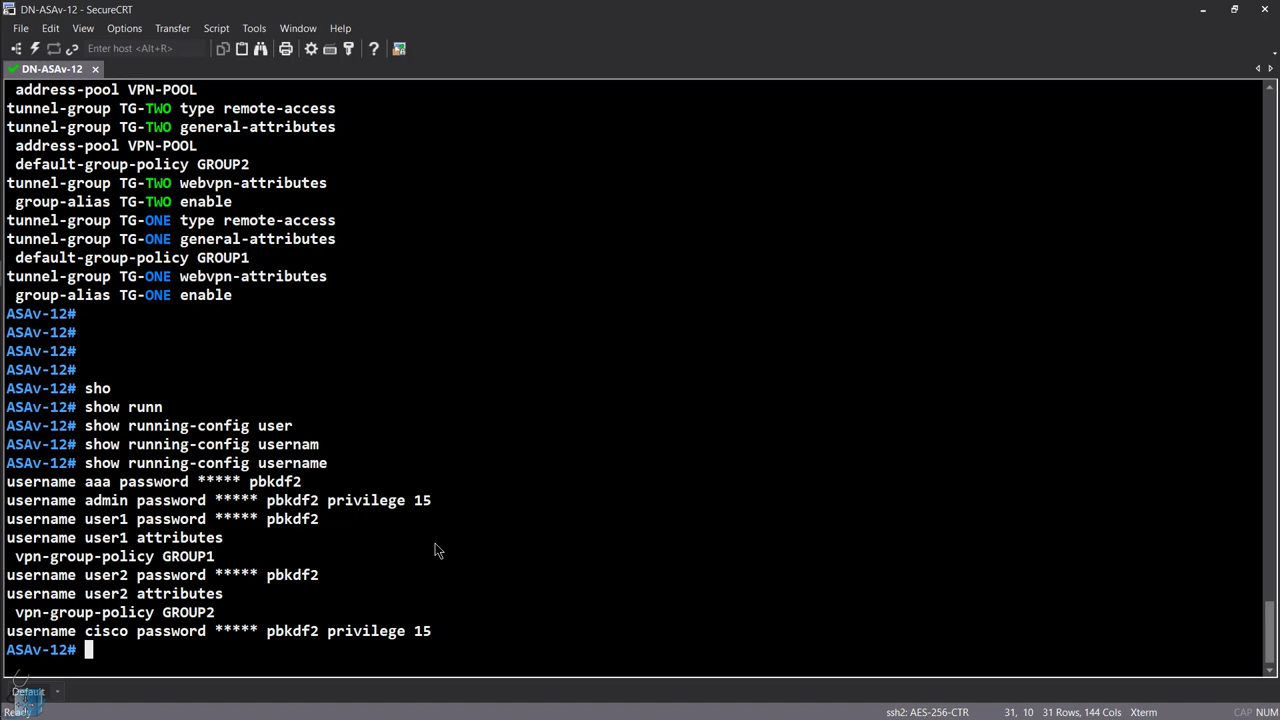 DN-ASAv-12 - SecureCRT
File Edit View Options Transfer Script Tools Window Help
Enter host <Alt+R>
DN-ASAv-12
 address-pool VPN-POOL
tunnel-group TG-TWO type remote-access
tunnel-group TG-TWO general-attributes
 address-pool VPN-POOL
 default-group-policy GROUP2
tunnel-group TG-TWO webvpn-attributes
 group-alias TG-TWO enable
tunnel-group TG-ONE type remote-access
tunnel-group TG-ONE general-attributes
 default-group-policy GROUP1
tunnel-group TG-ONE webvpn-attributes
 group-alias TG-ONE enable
ASAv-12#
ASAv-12#
ASAv-12#
ASAv-12#
ASAv-12# sho
ASAv-12# show runn
ASAv-12# show running-config user
ASAv-12# show running-config usernam
ASAv-12# show running-config username
username aaa password ***** pbkdf2
username admin password ***** pbkdf2 privilege 15
username user1 password ***** pbkdf2
username user1 attributes
 vpn-group-policy GROUP1
username user2 password ***** pbkdf2
username user2 attributes
 vpn-group-policy GROUP2
username cisco password ***** pbkdf2 privilege 15
ASAv-12#
Default
Ready ssh2: AES-256-CTR 31, 10 31 Rows, 144 Cols Xterm CAP NUM